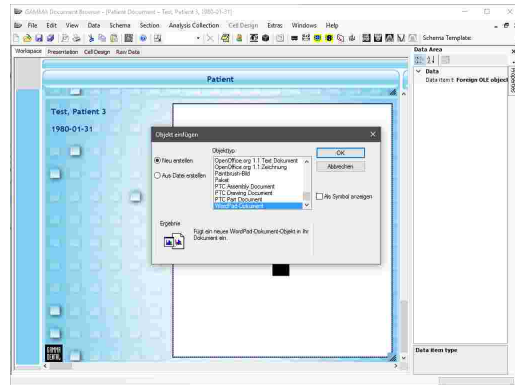 GAMMA Document Browser - [Patient Document - Test, Patient 3, 1980-01-31]
File Edit View Data Schema Section Analysis Collection Cell Design Extras Windows Help
Schema Template:
Workspace Presentation Cell Design Raw Data
Data Area
Data
Data item 1 Foreign OLE object
Patient
Test, Patient 3
1980-01-31
Objekt einfügen
Neu erstellen
Aus Datei erstellen
Objekttyp:
OpenOffice.org 1.1 Text Dokument
OpenOffice.org 1.1 Zeichnung
Paintbrush-Bild
Paket
PTC Assembly Document
PTC Drawing Document
PTC Part Document
WordPad-Dokument
OK
Abbrechen
Als Symbol anzeigen
Ergebnis
Fügt ein neues WordPad-Dokument-Objekt in Ihr
Dokument ein.
GAMMA
DENTAL
Data item type